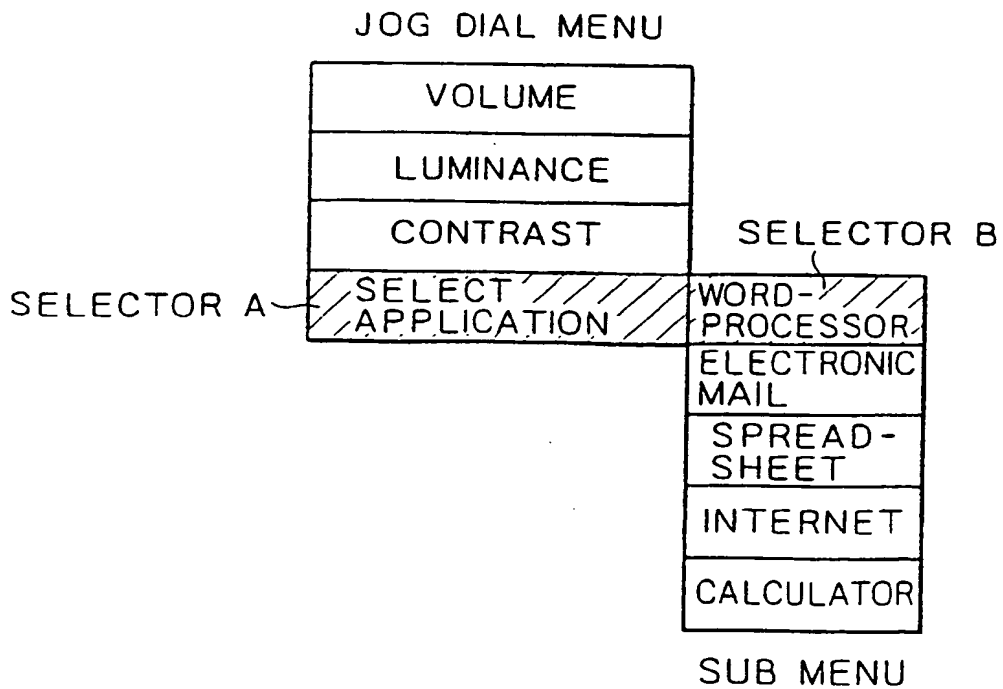 JOG DIAL MENU
VOLUME
LUMINANCE
CONTRAST
SELECTOR B
SELECTOR A
SELECT
APPLICATION
WORD-
PROCESSOR
ELECTRONIC
MAIL
SPREAD-
SHEET
INTERNET
CALCULATOR
SUB MENU